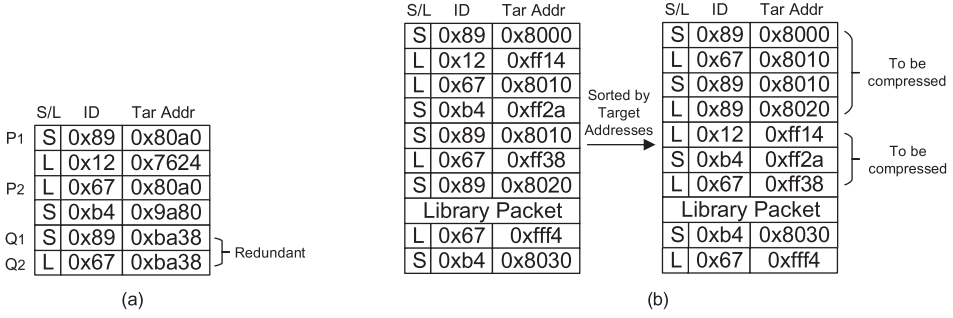 S/L ID Tar Addr
P1 S 0x89 0x80a0
L 0x12 0x7624
P2 L 0x67 0x80a0
S 0xb4 0x9a80
Q1 S 0x89 0xba38
Q2 L 0x67 0xba38
Redundant
(a)
S/L ID Tar Addr
S 0x89 0x8000
L 0x12 0xff14
L 0x67 0x8010
S 0xb4 0xff2a
S 0x89 0x8010
L 0x67 0xff38
S 0x89 0x8020
Library Packet
L 0x67 0xfff4
S 0xb4 0x8030
Sorted by
Target
Addresses
S/L ID Tar Addr
S 0x89 0x8000
L 0x67 0x8010
S 0x89 0x8010
L 0x89 0x8020
L 0x12 0xff14
S 0xb4 0xff2a
L 0x67 0xff38
Library Packet
S 0xb4 0x8030
L 0x67 0xfff4
To be
compressed
To be
compressed
(b)